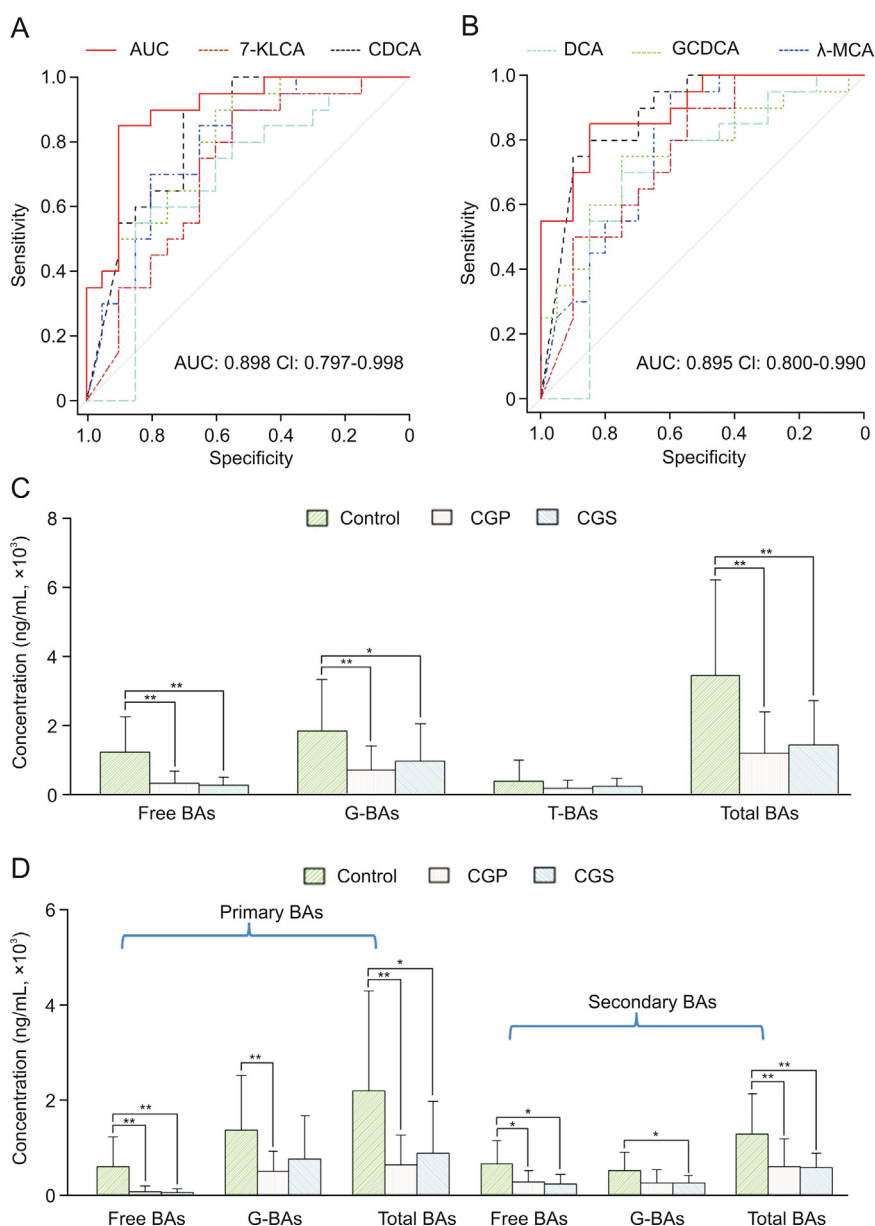 A
AUC 7-KLCA CDCA
1.0
0.8
0.6
0.4
0.2
0
Sensitivity
AUC: 0.898 CI: 0.797-0.998
1.0 0.8 0.6 0.4 0.2 0
Specificity
B
DCA GCDCA λ-MCA
1.0
0.8
0.6
0.4
0.2
0
Sensitivity
AUC: 0.895 CI: 0.800-0.990
1.0 0.8 0.6 0.4 0.2 0
Specificity
C
Control CGP CGS
Concentration (ng/mL, ×10³)
8
6
4
2
0
** **
** *
** **
Free BAs G-BAs T-BAs Total BAs
D
Control CGP CGS
Concentration (ng/mL, ×10³)
6
4
2
0
Primary BAs
Secondary BAs
** **
**
** *
* *
*
** **
Free BAs G-BAs Total BAs Free BAs G-BAs Total BAs